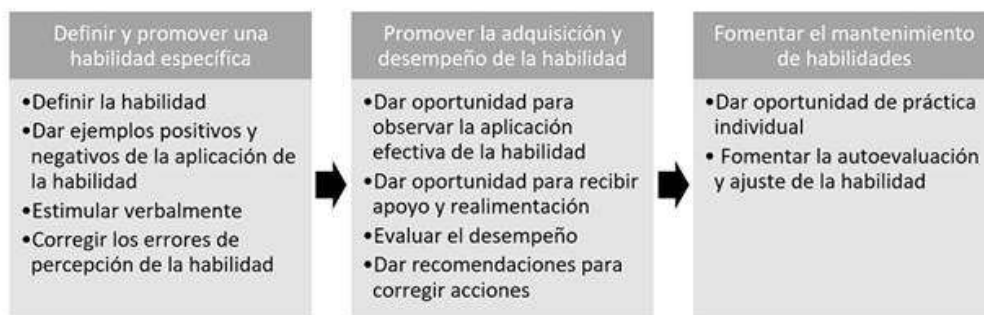 Definir y promover una
habilidad específica
•Definir la habilidad
•Dar ejemplos positivos y
negativos de la aplicación de
la habilidad
•Estimular verbalmente
•Corregir los errores de
percepción de la habilidad
Promover la adquisición y
desempeño de la habilidad
•Dar oportunidad para
observar la aplicación
efectiva de la habilidad
•Dar oportunidad para recibir
apoyo y realimentación
•Evaluar el desempeño
•Dar recomendaciones para
corregir acciones
Fomentar el mantenimiento
de habilidades
•Dar oportunidad de práctica
individual
• Fomentar la autoevaluación
y ajuste de la habilidad